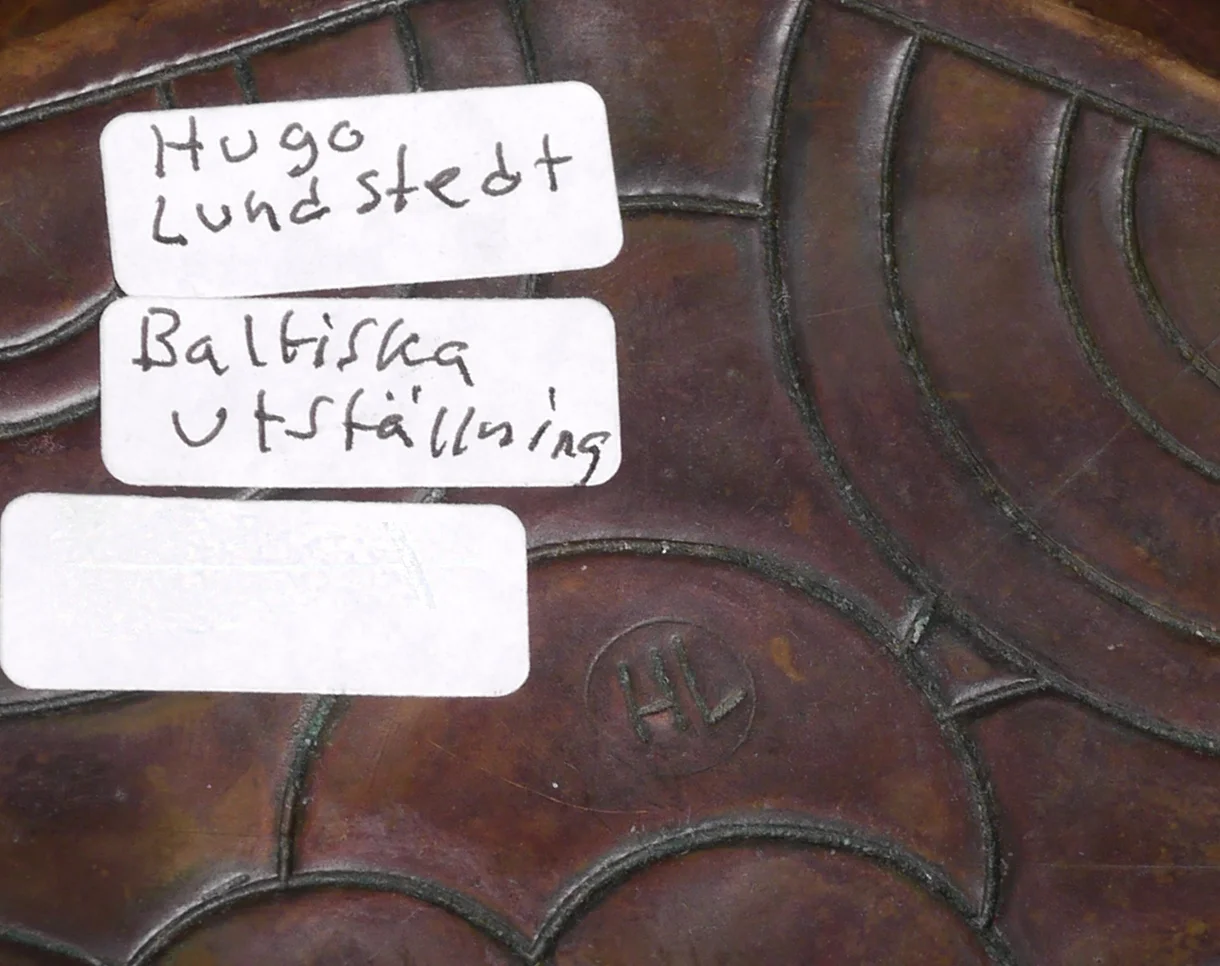 Hugo
Lundstedt
Baltiska
Utställning
HL